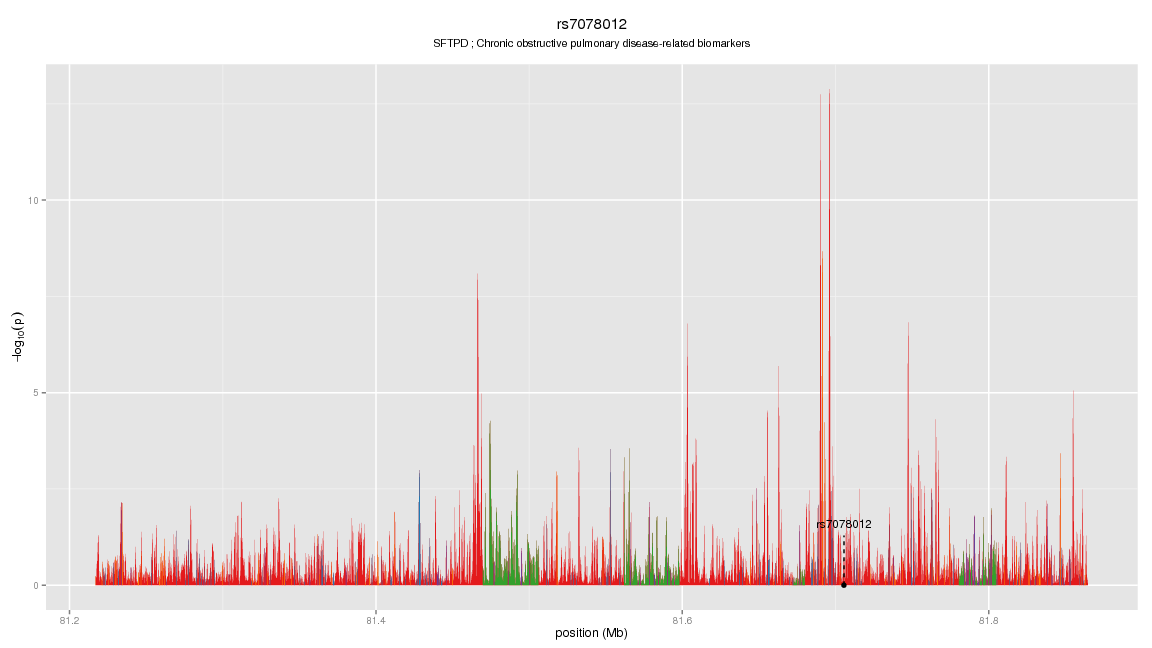 rs7078012
SFTPD ; Chronic obstructive pulmonary disease-related biomarkers
−log10(p)
10
5
0
rs7078012
81.2
81.4
81.6
81.8
position (Mb)